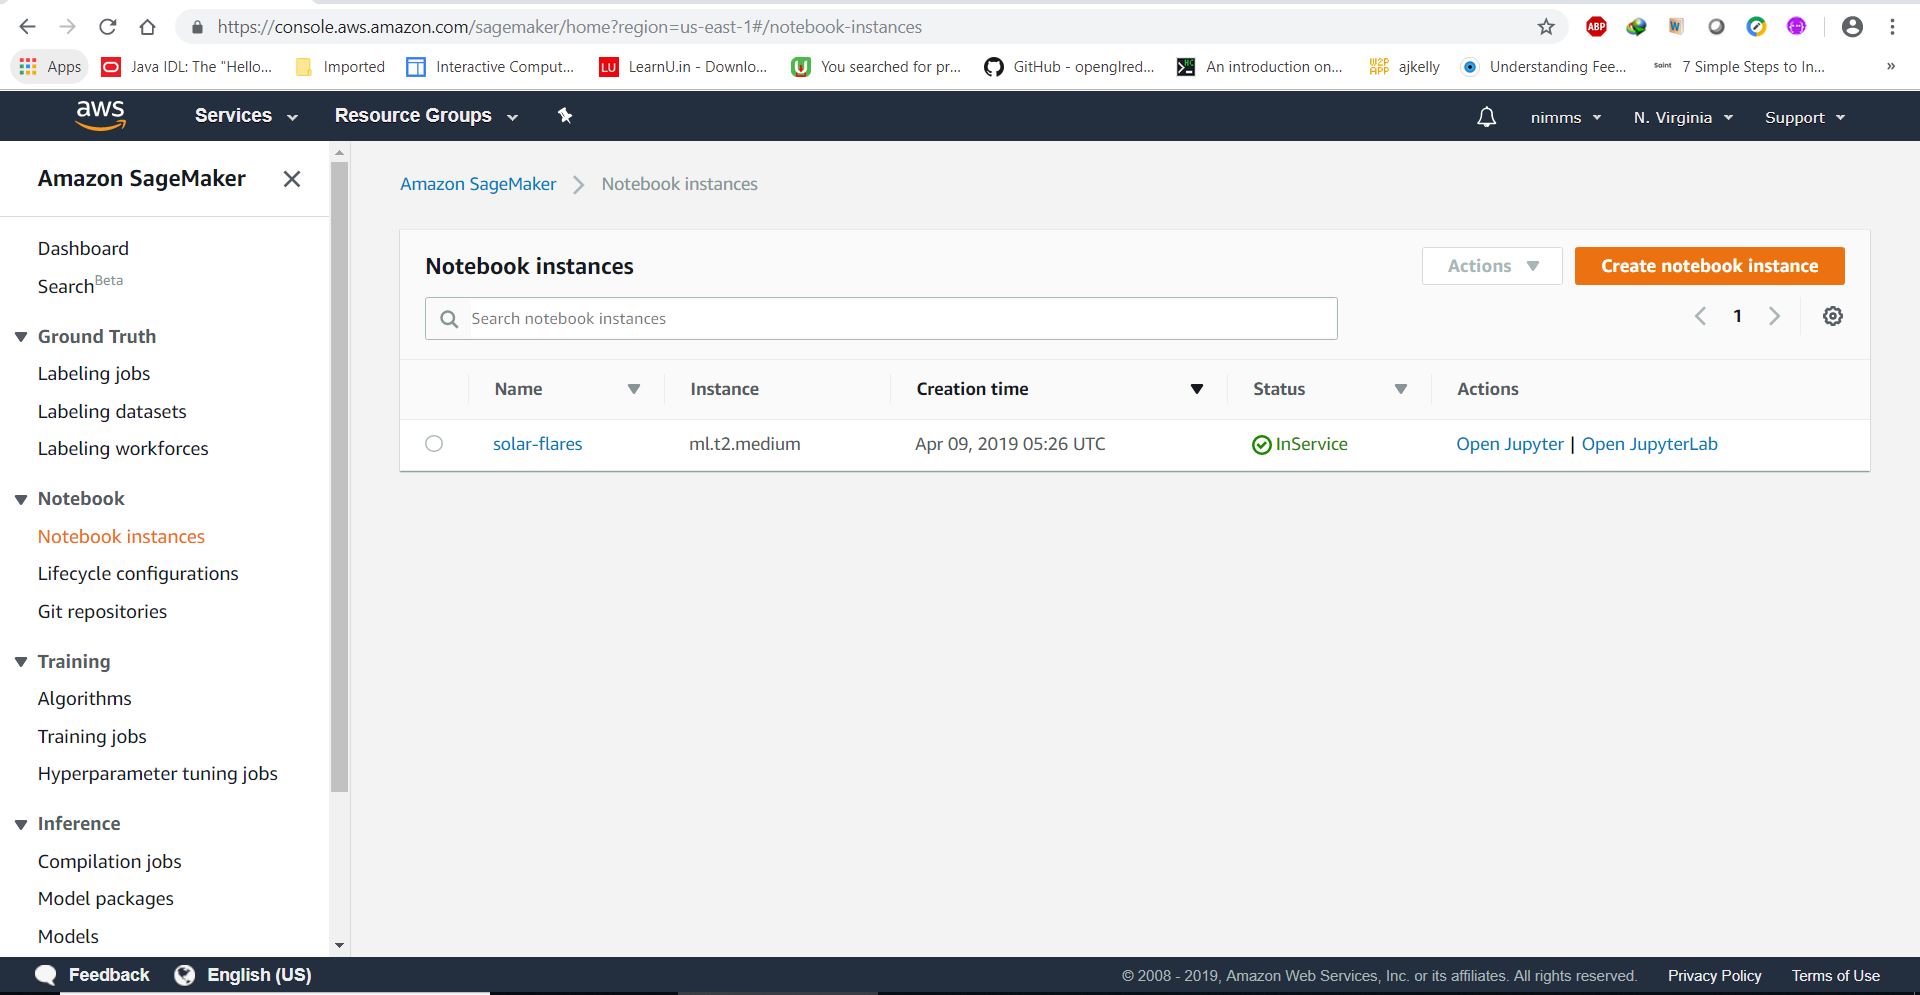 https://console.aws.amazon.com/sagemaker/home?region=us-east-1#/notebook-instances
ABP
W
Apps
Java IDL: The "Hello...
Imported
Interactive Comput...
LU
LearnU.in - Downlo...
You searched for pr...
GitHub - openglred...
HC
An introduction on...
W2P
APP
ajkelly
Understanding Fee...
Saint
7 Simple Steps to In...
»
aws
Services
Resource Groups
nimms
N. Virginia
Support
Amazon SageMaker
Dashboard
Search Beta
Ground Truth
Labeling jobs
Labeling datasets
Labeling workforces
Notebook
Notebook instances
Lifecycle configurations
Git repositories
Training
Algorithms
Training jobs
Hyperparameter tuning jobs
Inference
Compilation jobs
Model packages
Models
Amazon SageMaker > Notebook instances
Notebook instances
Actions
Create notebook instance
Search notebook instances
1
Name Instance Creation time Status Actions
solar-flares ml.t2.medium Apr 09, 2019 05:26 UTC InService Open Jupyter | Open JupyterLab
Feedback
English (US)
© 2008 - 2019, Amazon Web Services, Inc. or its affiliates. All rights reserved.
Privacy Policy
Terms of Use